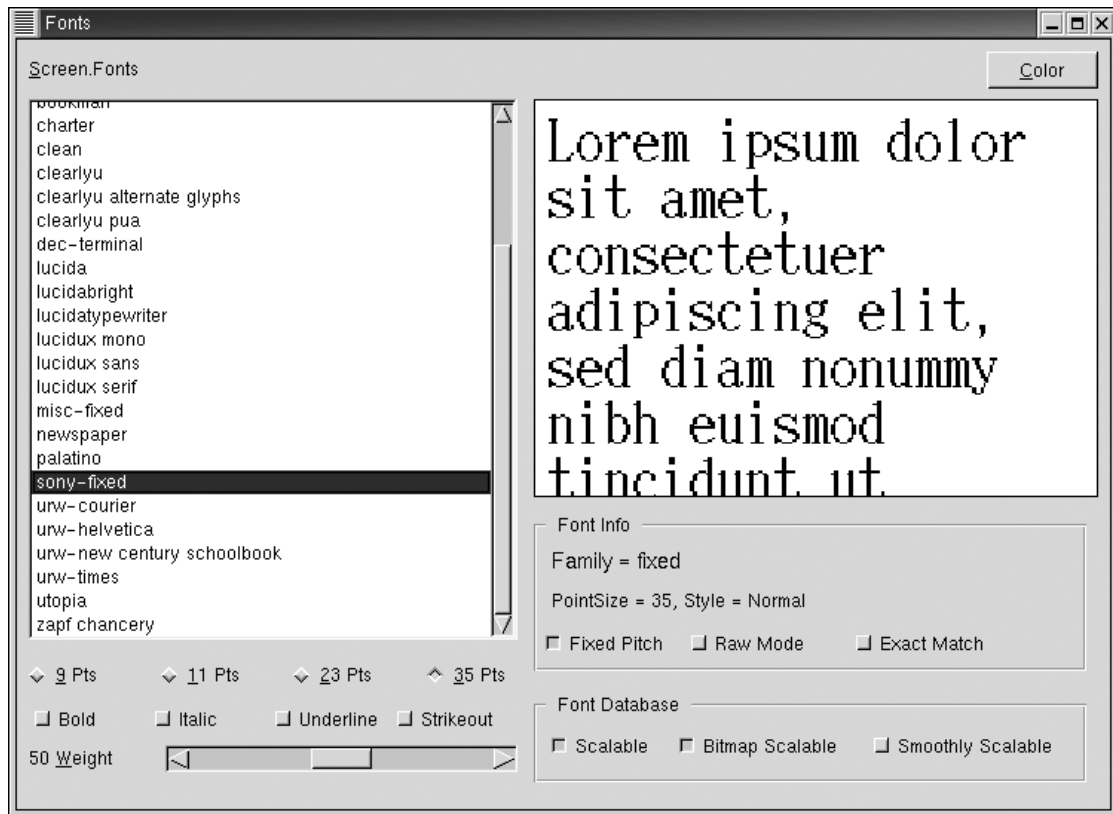 Fonts
Screen.Fonts
Color
bookman
charter
clean
clearlyu
clearlyu alternate glyphs
clearlyu pua
dec-terminal
lucida
lucidabright
lucidatypewriter
lucidux mono
lucidux sans
lucidux serif
misc-fixed
newspaper
palatino
sony-fixed
urw-courier
urw-helvetica
urw-new century schoolbook
urw-times
utopia
zapf chancery
9 Pts 11 Pts 23 Pts 35 Pts
Bold Italic Underline Strikeout
50 Weight
Lorem ipsum dolor
sit amet,
consectetuer
adipiscing elit,
sed diam nonummy
nibh euismod
tincidunt ut
Font Info
Family = fixed
PointSize = 35, Style = Normal
Fixed Pitch Raw Mode Exact Match
Font Database
Scalable Bitmap Scalable Smoothly Scalable